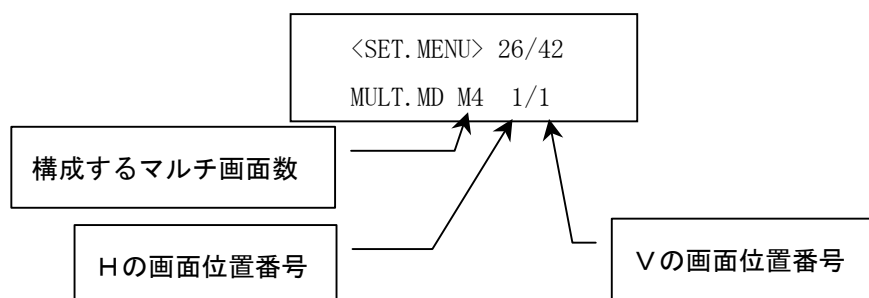 <SET.MENU> 26/42
MULT.MD M4 1/1
構成するマルチ画面数
Hの画面位置番号
Vの画面位置番号